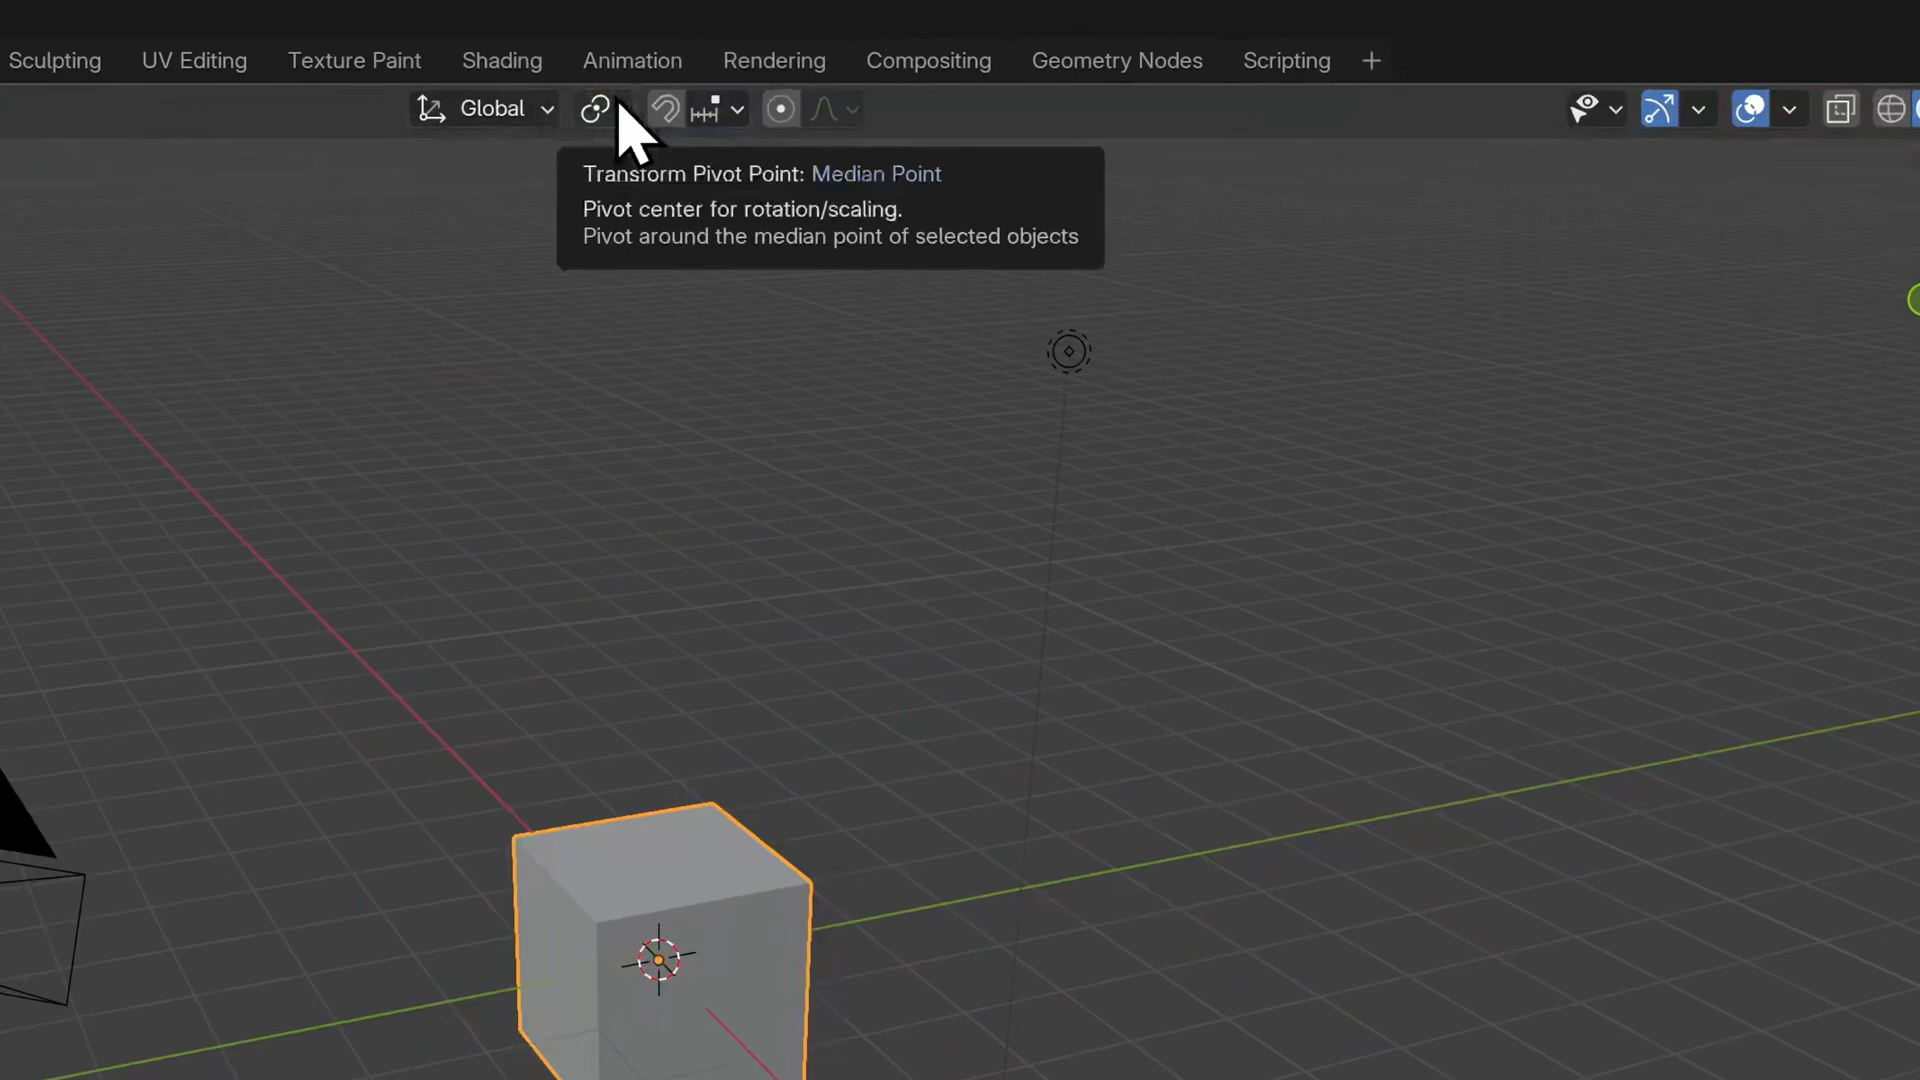 Sculpting UV Editing Texture Paint Shading Animation Rendering Compositing Geometry Nodes Scripting +
Global
Transform Pivot Point: Median Point
Pivot center for rotation/scaling.
Pivot around the median point of selected objects